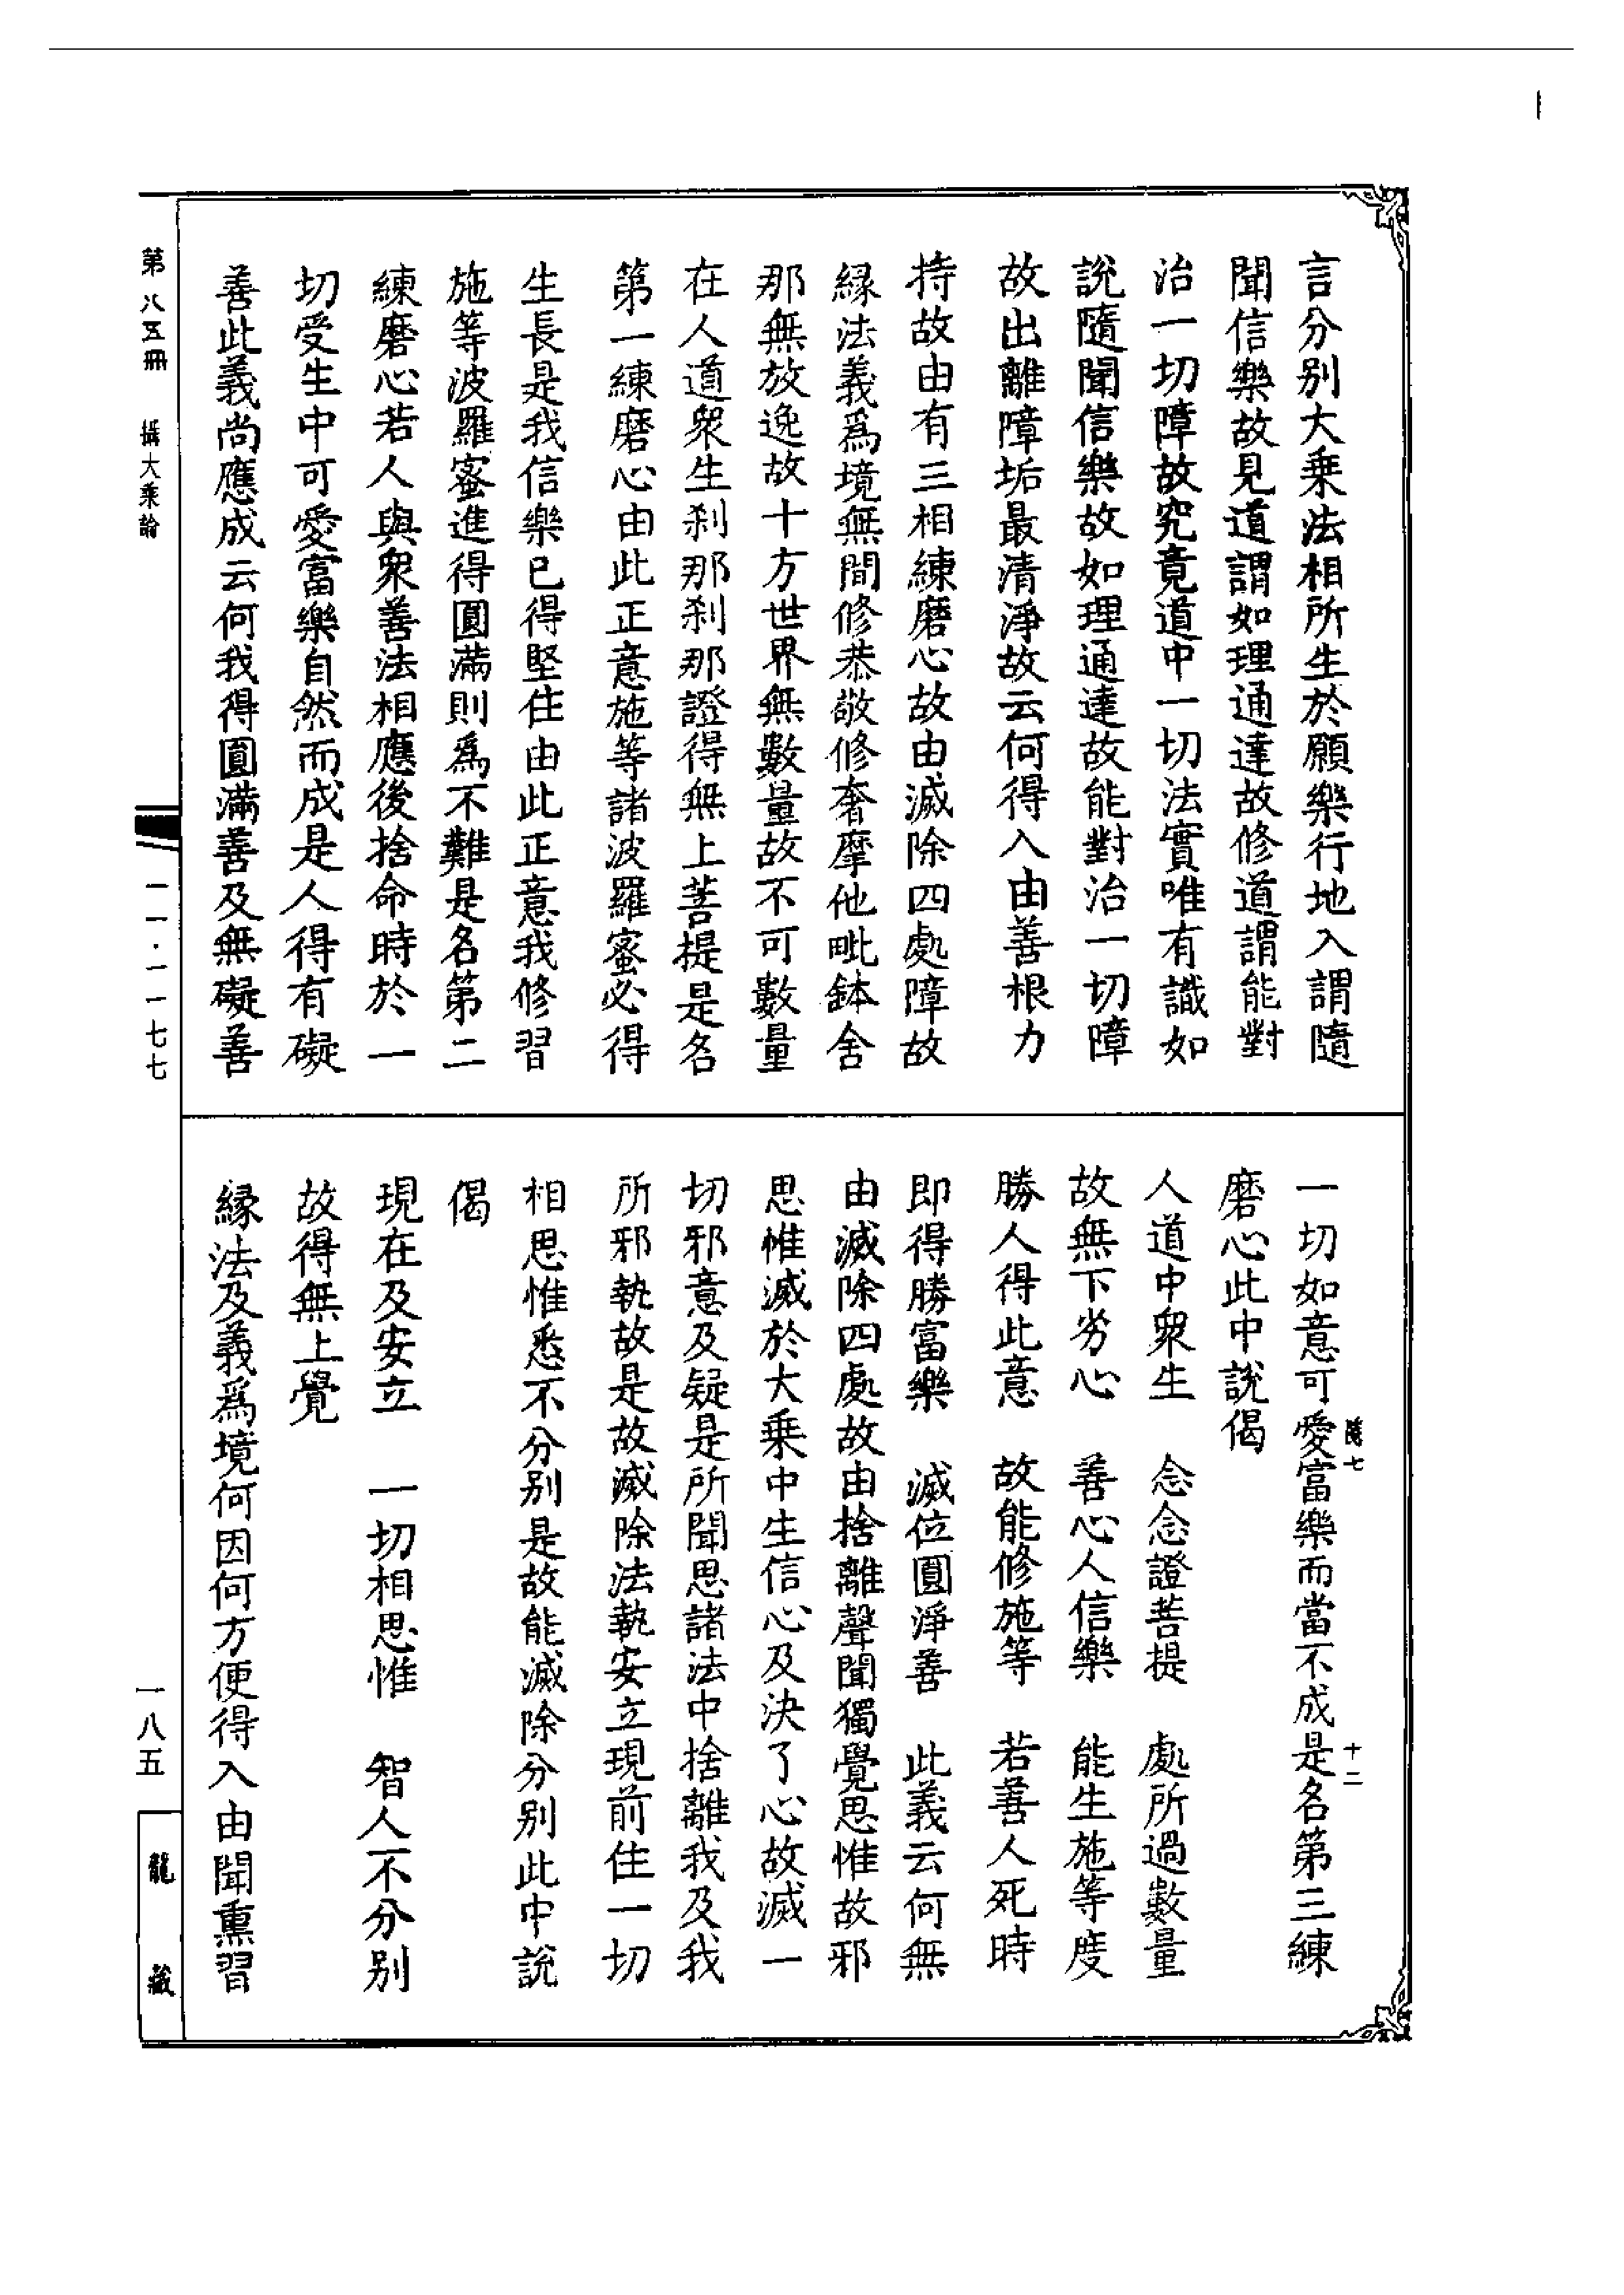 言分別大乗法相所生於願樂行地入謂隨
聞信樂故見道謂如理通達故修道謂能對
治一切障故究竟道中一切法實唯有識如
說隨聞信樂故如理通達故能對治一切障
故出離障垢最清淨故云何得入由善根力
持故由有三相練磨心故由滅除四處障故
緣法義爲境無間修恭敬修奢摩他毗鉢舍
那無放逸故十方世界無數量故不可數量
在人道衆生刹那刹那證得無上菩提是名
第一練磨心由此正意施等諸波羅蜜必得
生長是我信樂已得堅住由此正意我修習
施等波羅蜜進得圓滿則爲不難是名第二
練磨心若人與衆善法相應後捨命時於一
切受生中可愛富樂自然而成是人得有礙
善此義尚應成云何我得圓滿善及無礙善
一切如意可愛富樂而當不成是名第三練
磨心此中說偈
人道中衆生　念念證菩提　處所過數量
故無下劣心　善心人信樂　能生施等度
勝人得此意　故能修施等　若善人死時
即得勝富樂　滅位圓淨善　此義云何無
由滅除四處故由捨離聲聞獨覺思惟故邪
思惟滅於大乗中生信心及決了心故滅一
切邪意及疑是所聞思諸法中捨離我及我
所邪執故是故滅除法執安立現前住一切
相思惟悉不分別是故能滅除分別此中說
偈
現在及安立　一切相思惟　智人不分別
故得無上覺
緣法及義爲境何因何方便得入由聞熏習
七
十二
第八五冊　攝大乘論
一一·一一七七
一八五
龍藏